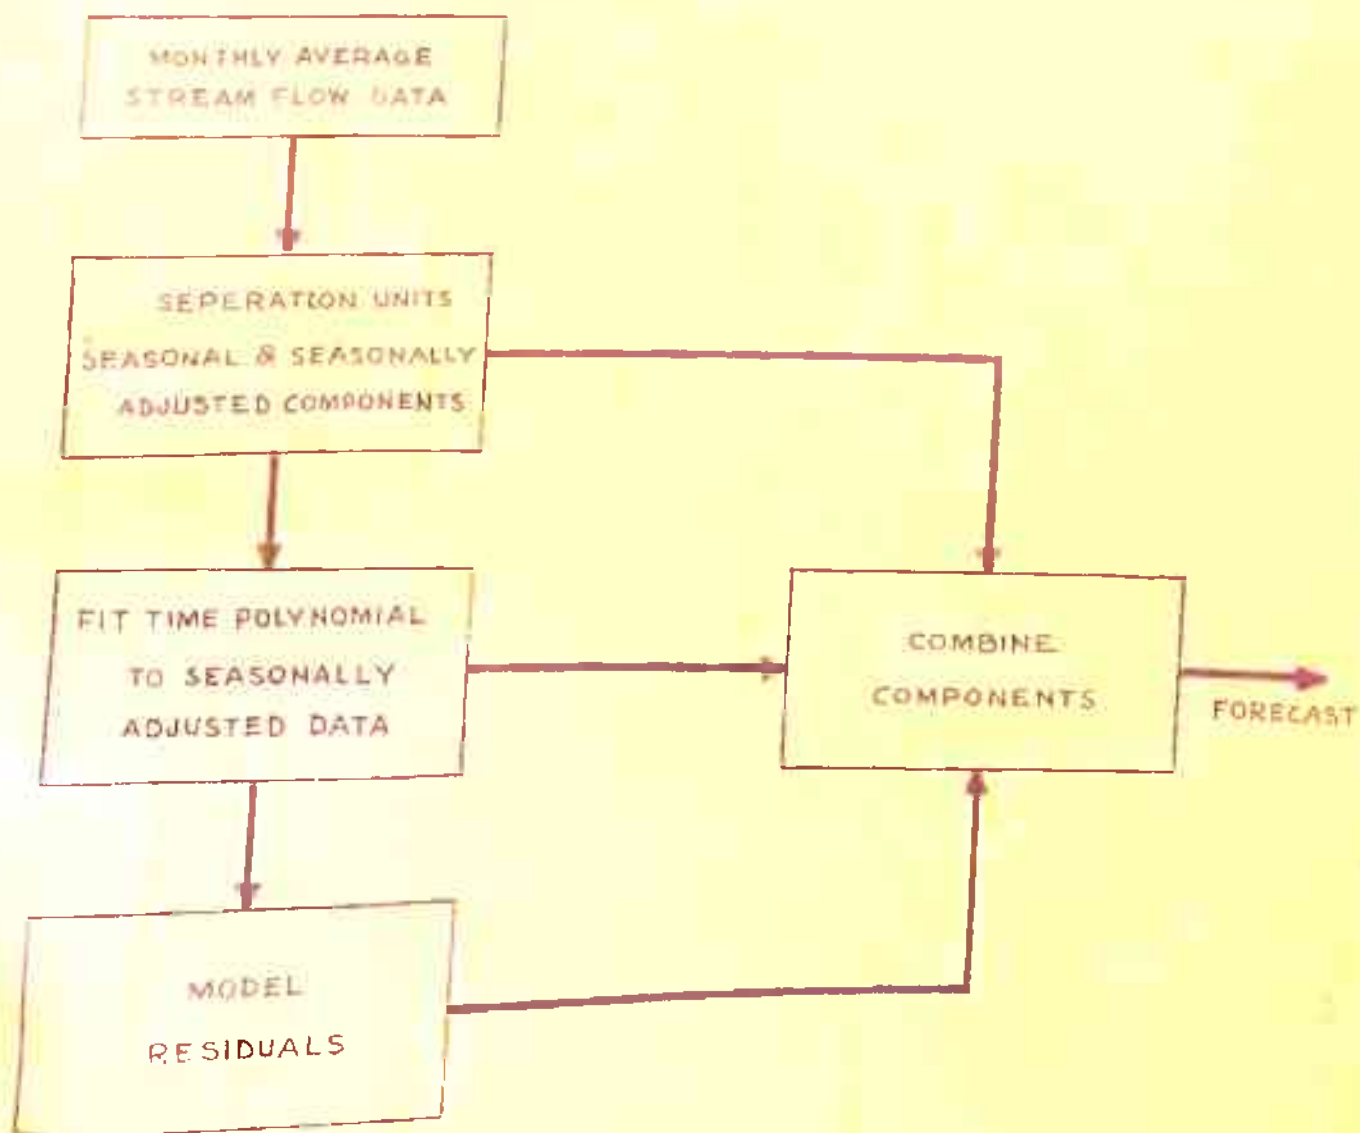 MONTHLY AVERAGE
STREAM FLOW DATA
SEPERATION UNITS
SEASONAL & SEASONALLY
ADJUSTED COMPONENTS
FIT TIME POLYNOMIAL
TO SEASONALLY
ADJUSTED DATA
COMBINE
COMPONENTS
FORECAST
MODEL
RESIDUALS